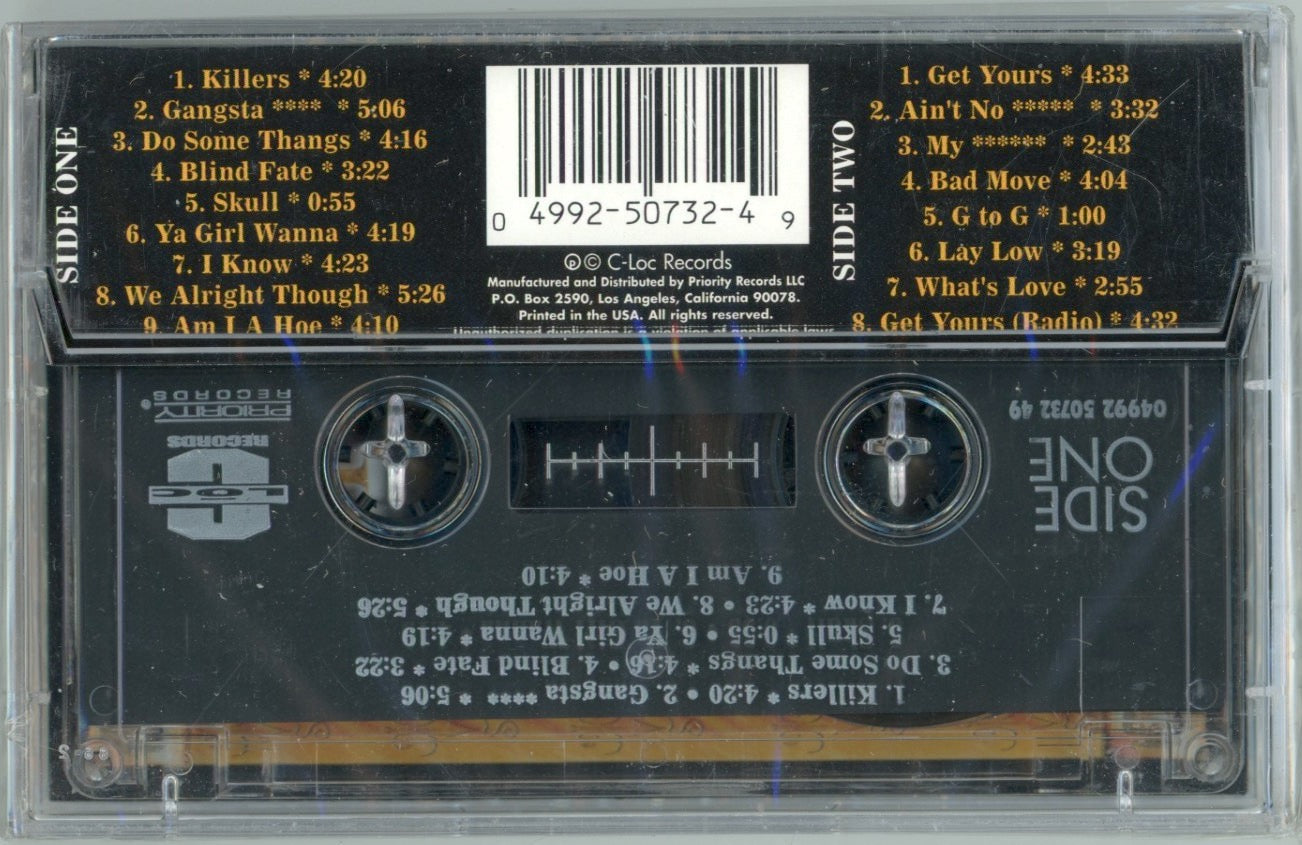 SIDE ONE
1. Killers * 4:20
2. Gangsta **** * 5:06
3. Do Some Thangs * 4:16
4. Blind Fate * 3:22
5. Skull * 0:55
6. Ya Girl Wanna * 4:19
7. I Know * 4:23
8. We Alright Though * 5:26
9. Am I A Hoe * 4:10
0 4992-50732-4 9
℗© C-Loc Records
Manufactured and Distributed by Priority Records LLC
P.O. Box 2590, Los Angeles, California 90078.
Printed in the USA. All rights reserved.
Unauthorized duplication is a violation of applicable laws
SIDE TWO
1. Get Yours * 4:33
2. Ain't No ***** * 3:32
3. My ****** * 2:43
4. Bad Move * 4:04
5. G to G * 1:00
6. Lay Low * 3:19
7. What's Love * 2:55
8. Get Yours (Radio) * 4:32
1. Killers * 4:20 • 2. Gangsta **** * 5:06
3. Do Some Thangs * 4:16 • 4. Blind Fate * 3:22
5. Skull * 0:55 • 6. Ya Girl Wanna * 4:19
7. I Know * 4:23 • 8. We Alright Though * 5:26
9. Am I A Hoe * 4:10
SIDE
ONE
04992 50732 49
C LOC
RECORDS
PRIORITY
RECORDS®